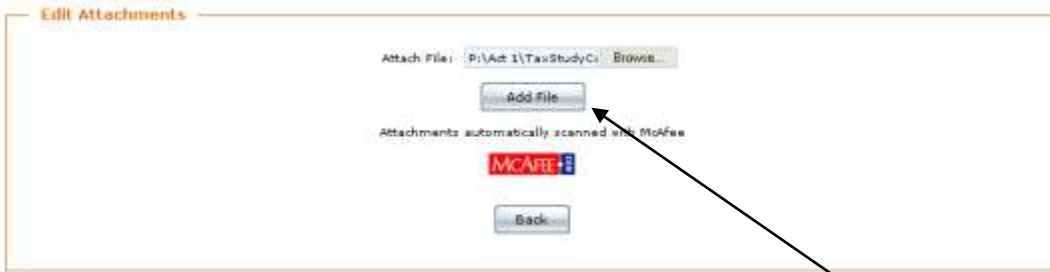 Edit Attachments
Attach File: P:\Act 1\TaxStudyC Browse...
Add File
Attachments automatically scanned with McAfee
McAFEE
Back